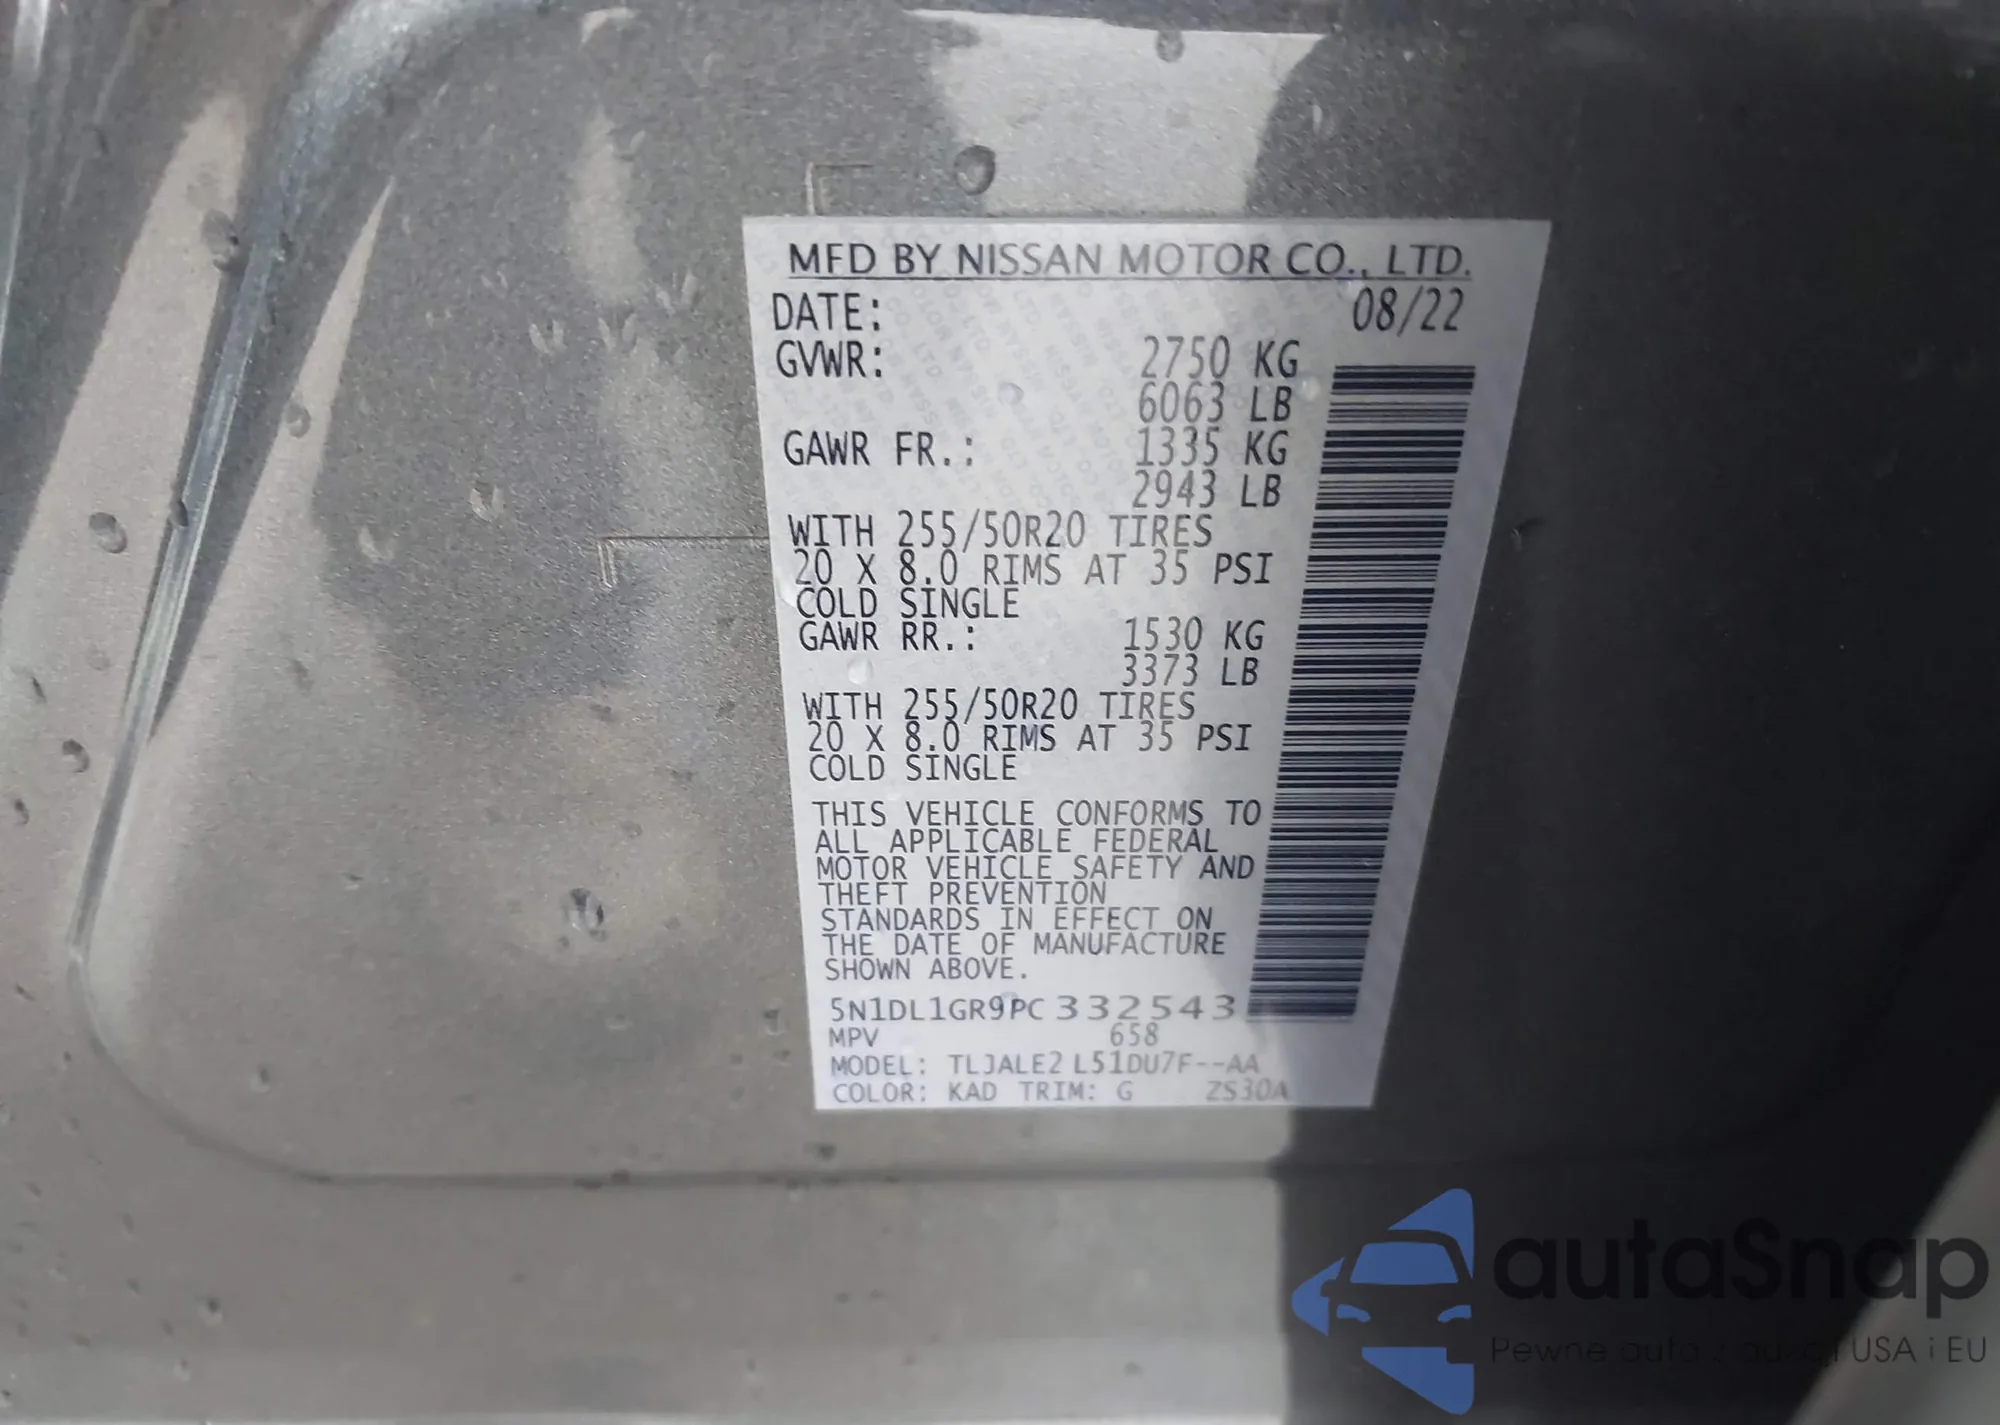 MFD BY NISSAN MOTOR CO., LTD.
DATE: 08/22
GVWR: 2750 KG
6063 LB
GAWR FR.: 1335 KG
2943 LB
WITH 255/50R20 TIRES
20 X 8.0 RIMS AT 35 PSI
COLD SINGLE
GAWR RR.: 1530 KG
3373 LB
WITH 255/50R20 TIRES
20 X 8.0 RIMS AT 35 PSI
COLD SINGLE
THIS VEHICLE CONFORMS TO
ALL APPLICABLE FEDERAL
MOTOR VEHICLE SAFETY AND
THEFT PREVENTION
STANDARDS IN EFFECT ON
THE DATE OF MANUFACTURE
SHOWN ABOVE.
5N1DL1GR9PC332543
MPV 658
MODEL: TLJALE2 L51DU7F--AA
COLOR: KAD TRIM: G ZS30A
autaSnap
Pewne auta z USA i EU